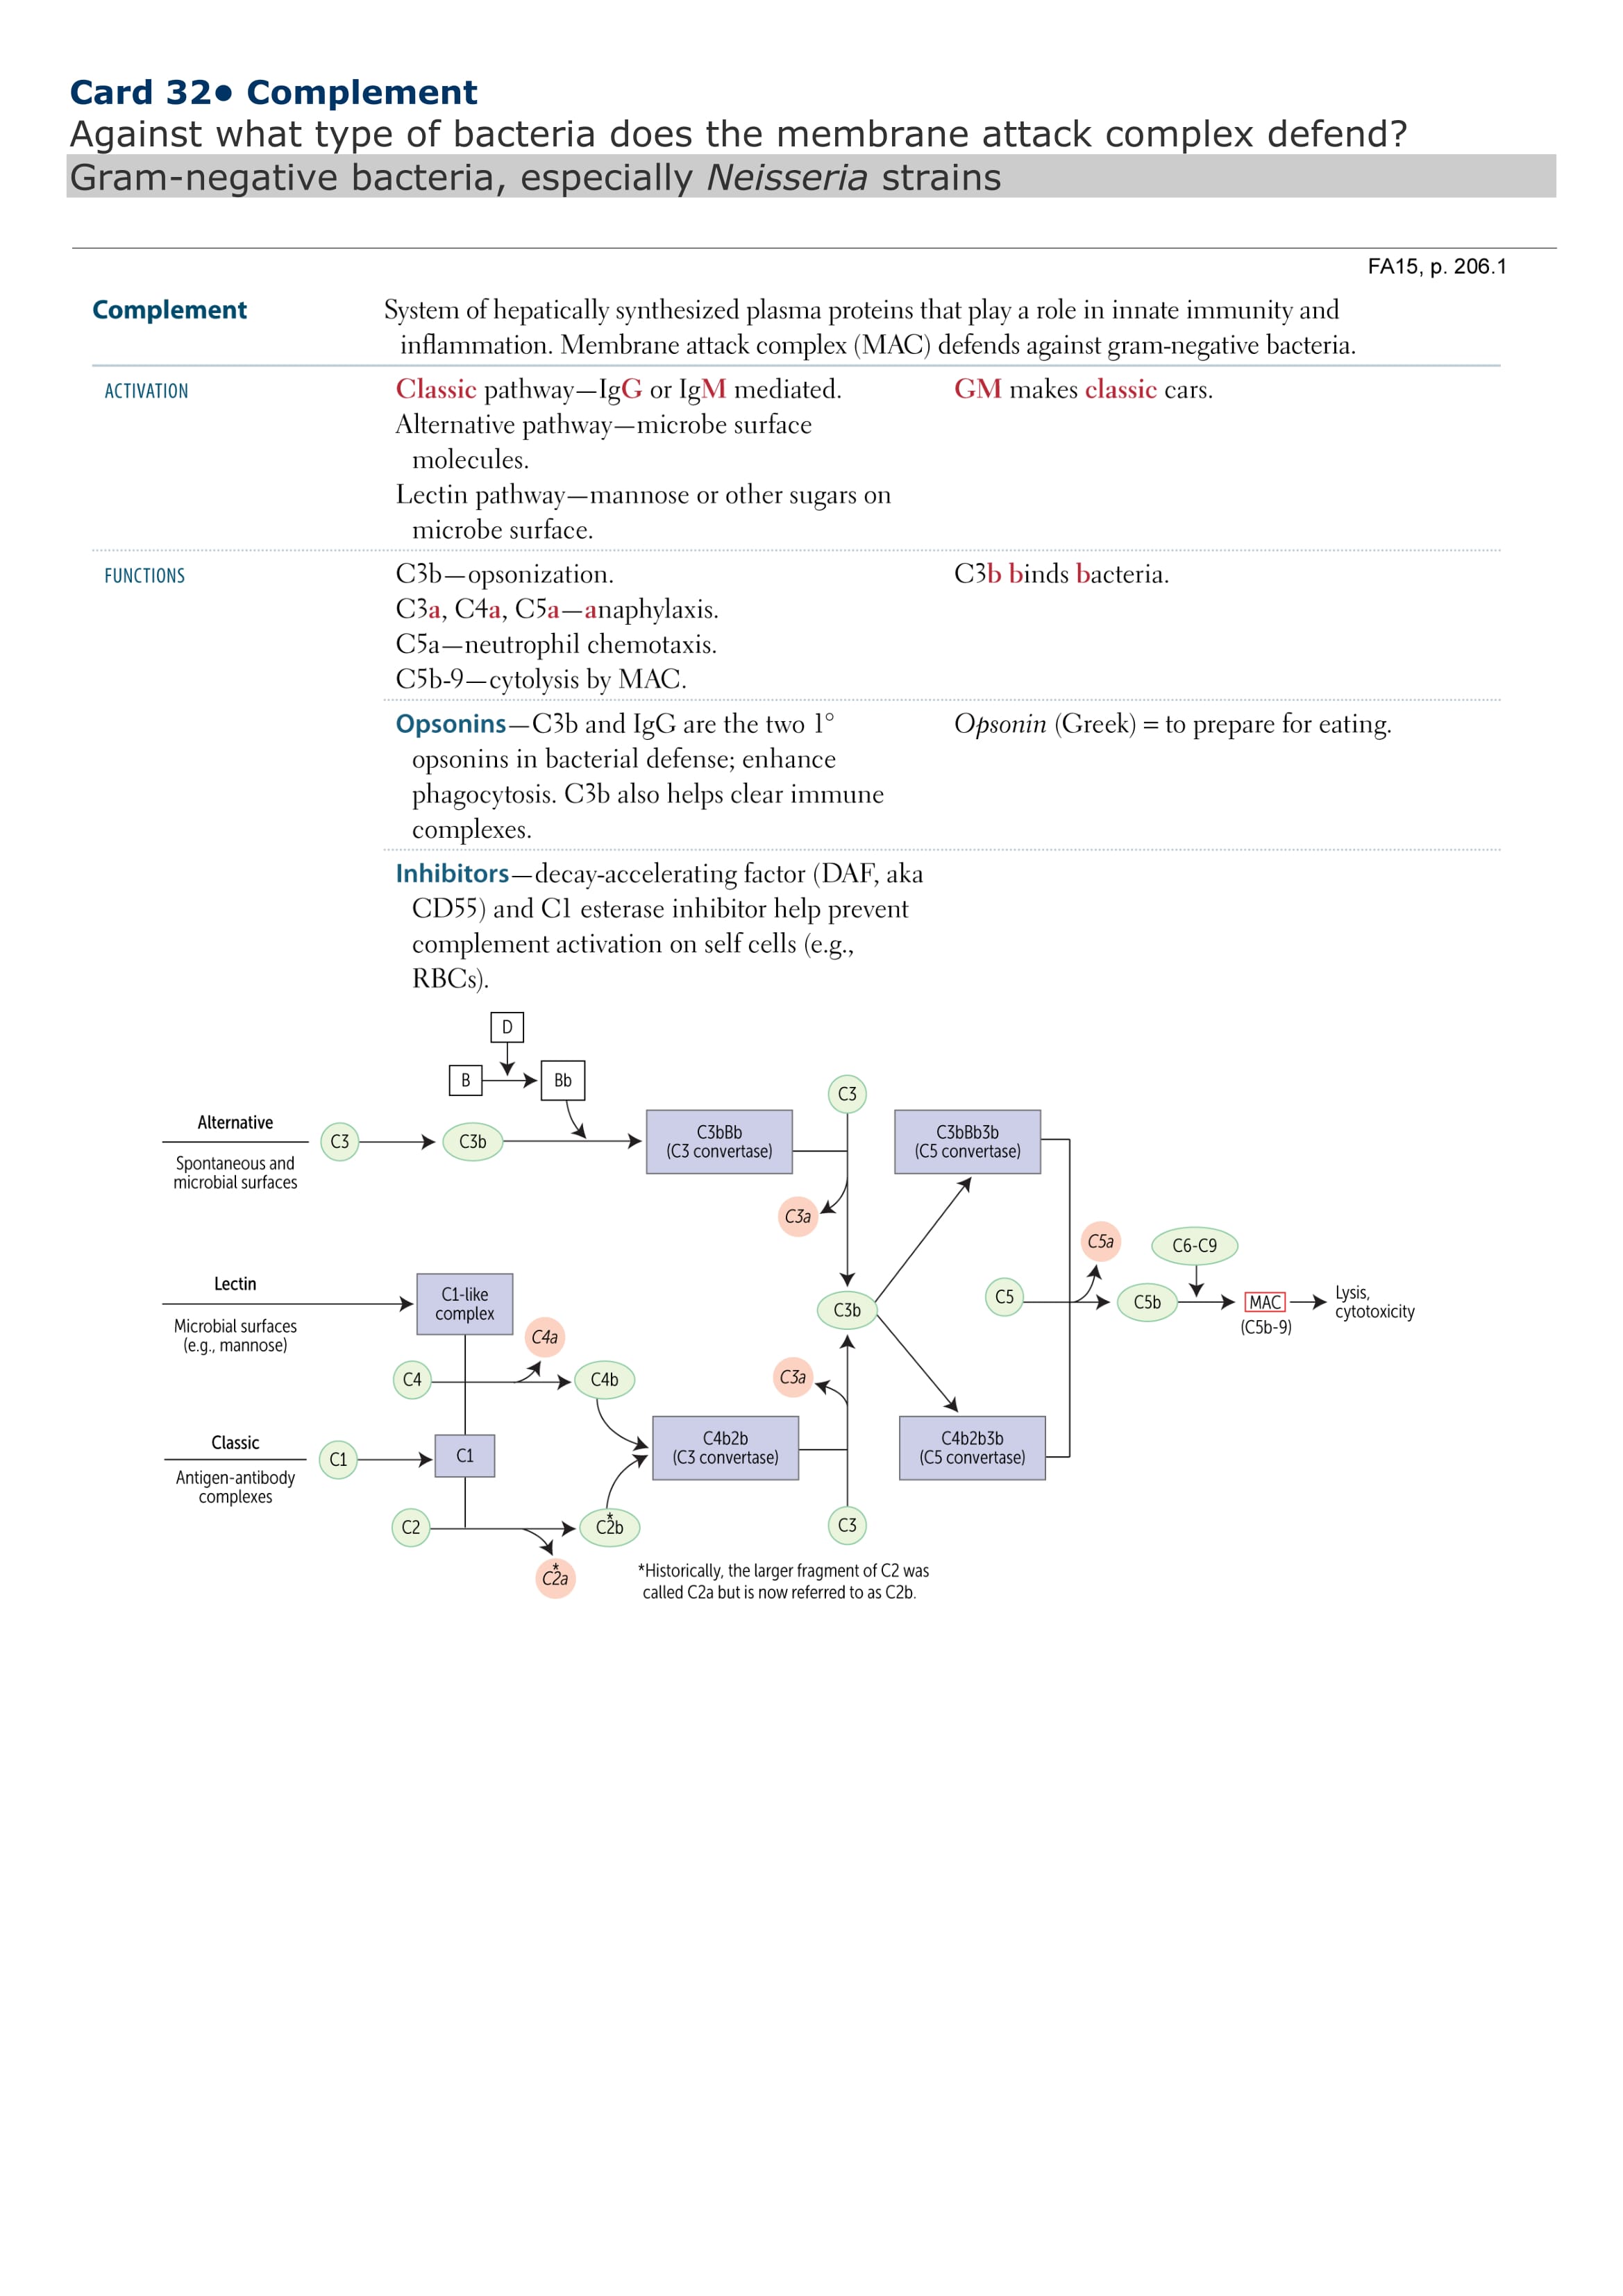 Card 32● Complement
Against what type of bacteria does the membrane attack complex defend?
Gram-negative bacteria, especially Neisseria strains
FA15, p. 206.1
Complement
System of hepatically synthesized plasma proteins that play a role in innate immunity and
inflammation. Membrane attack complex (MAC) defends against gram-negative bacteria.
ACTIVATION
Classic pathway—IgG or IgM mediated.
Alternative pathway—microbe surface
molecules.
Lectin pathway—mannose or other sugars on
microbe surface.
GM makes classic cars.
FUNCTIONS
C3b—opsonization.
C3a, C4a, C5a—anaphylaxis.
C5a—neutrophil chemotaxis.
C5b-9—cytolysis by MAC.
C3b binds bacteria.
Opsonins—C3b and IgG are the two 1°
opsonins in bacterial defense; enhance
phagocytosis. C3b also helps clear immune
complexes.
Opsonin (Greek) = to prepare for eating.
Inhibitors—decay-accelerating factor (DAF, aka
CD55) and C1 esterase inhibitor help prevent
complement activation on self cells (e.g.,
RBCs).
D
B
Bb
Alternative
Spontaneous and
microbial surfaces
C3
C3b
C3bBb
(C3 convertase)
C3
C3a
C3bBb3b
(C5 convertase)
Lectin
Microbial surfaces
(e.g., mannose)
C1-like
complex
C4
C4a
C4b
C3b
C3a
C5
C5a
C5b
C6-C9
MAC
(C5b-9)
Lysis,
cytotoxicity
Classic
Antigen-antibody
complexes
C1
C1
C4b2b
(C3 convertase)
C4b2b3b
(C5 convertase)
C2
C2b
*
C2a
*
C3
*Historically, the larger fragment of C2 was
called C2a but is now referred to as C2b.